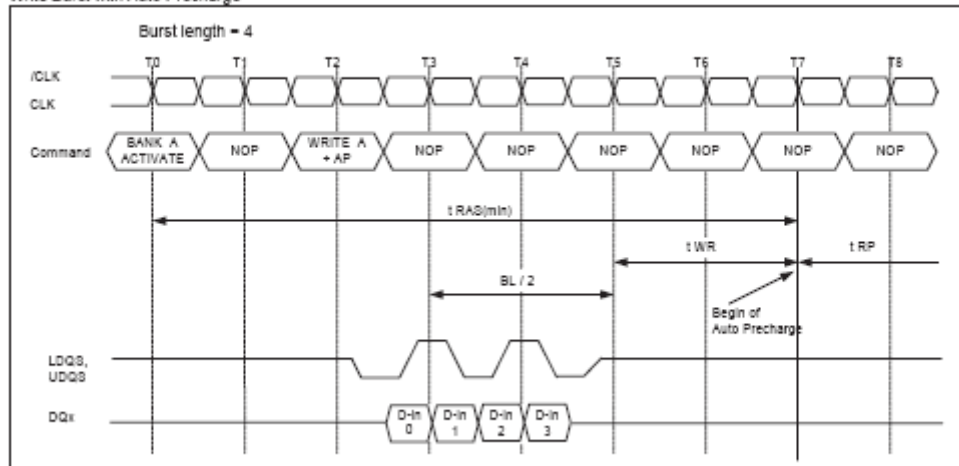 Burst length = 4
T0 T1 T2 T3 T4 T5 T6 T7 T8
/CLK
CLK
Command
BANK A
ACTIVATE
NOP
WRITE A
+ AP
NOP
NOP
NOP
NOP
NOP
NOP
t RAS(min)
t WR
t RP
BL / 2
Begin of
Auto Precharge
LDQS,
UDQS
DQx
D-In
0
D-In
1
D-In
2
D-In
3